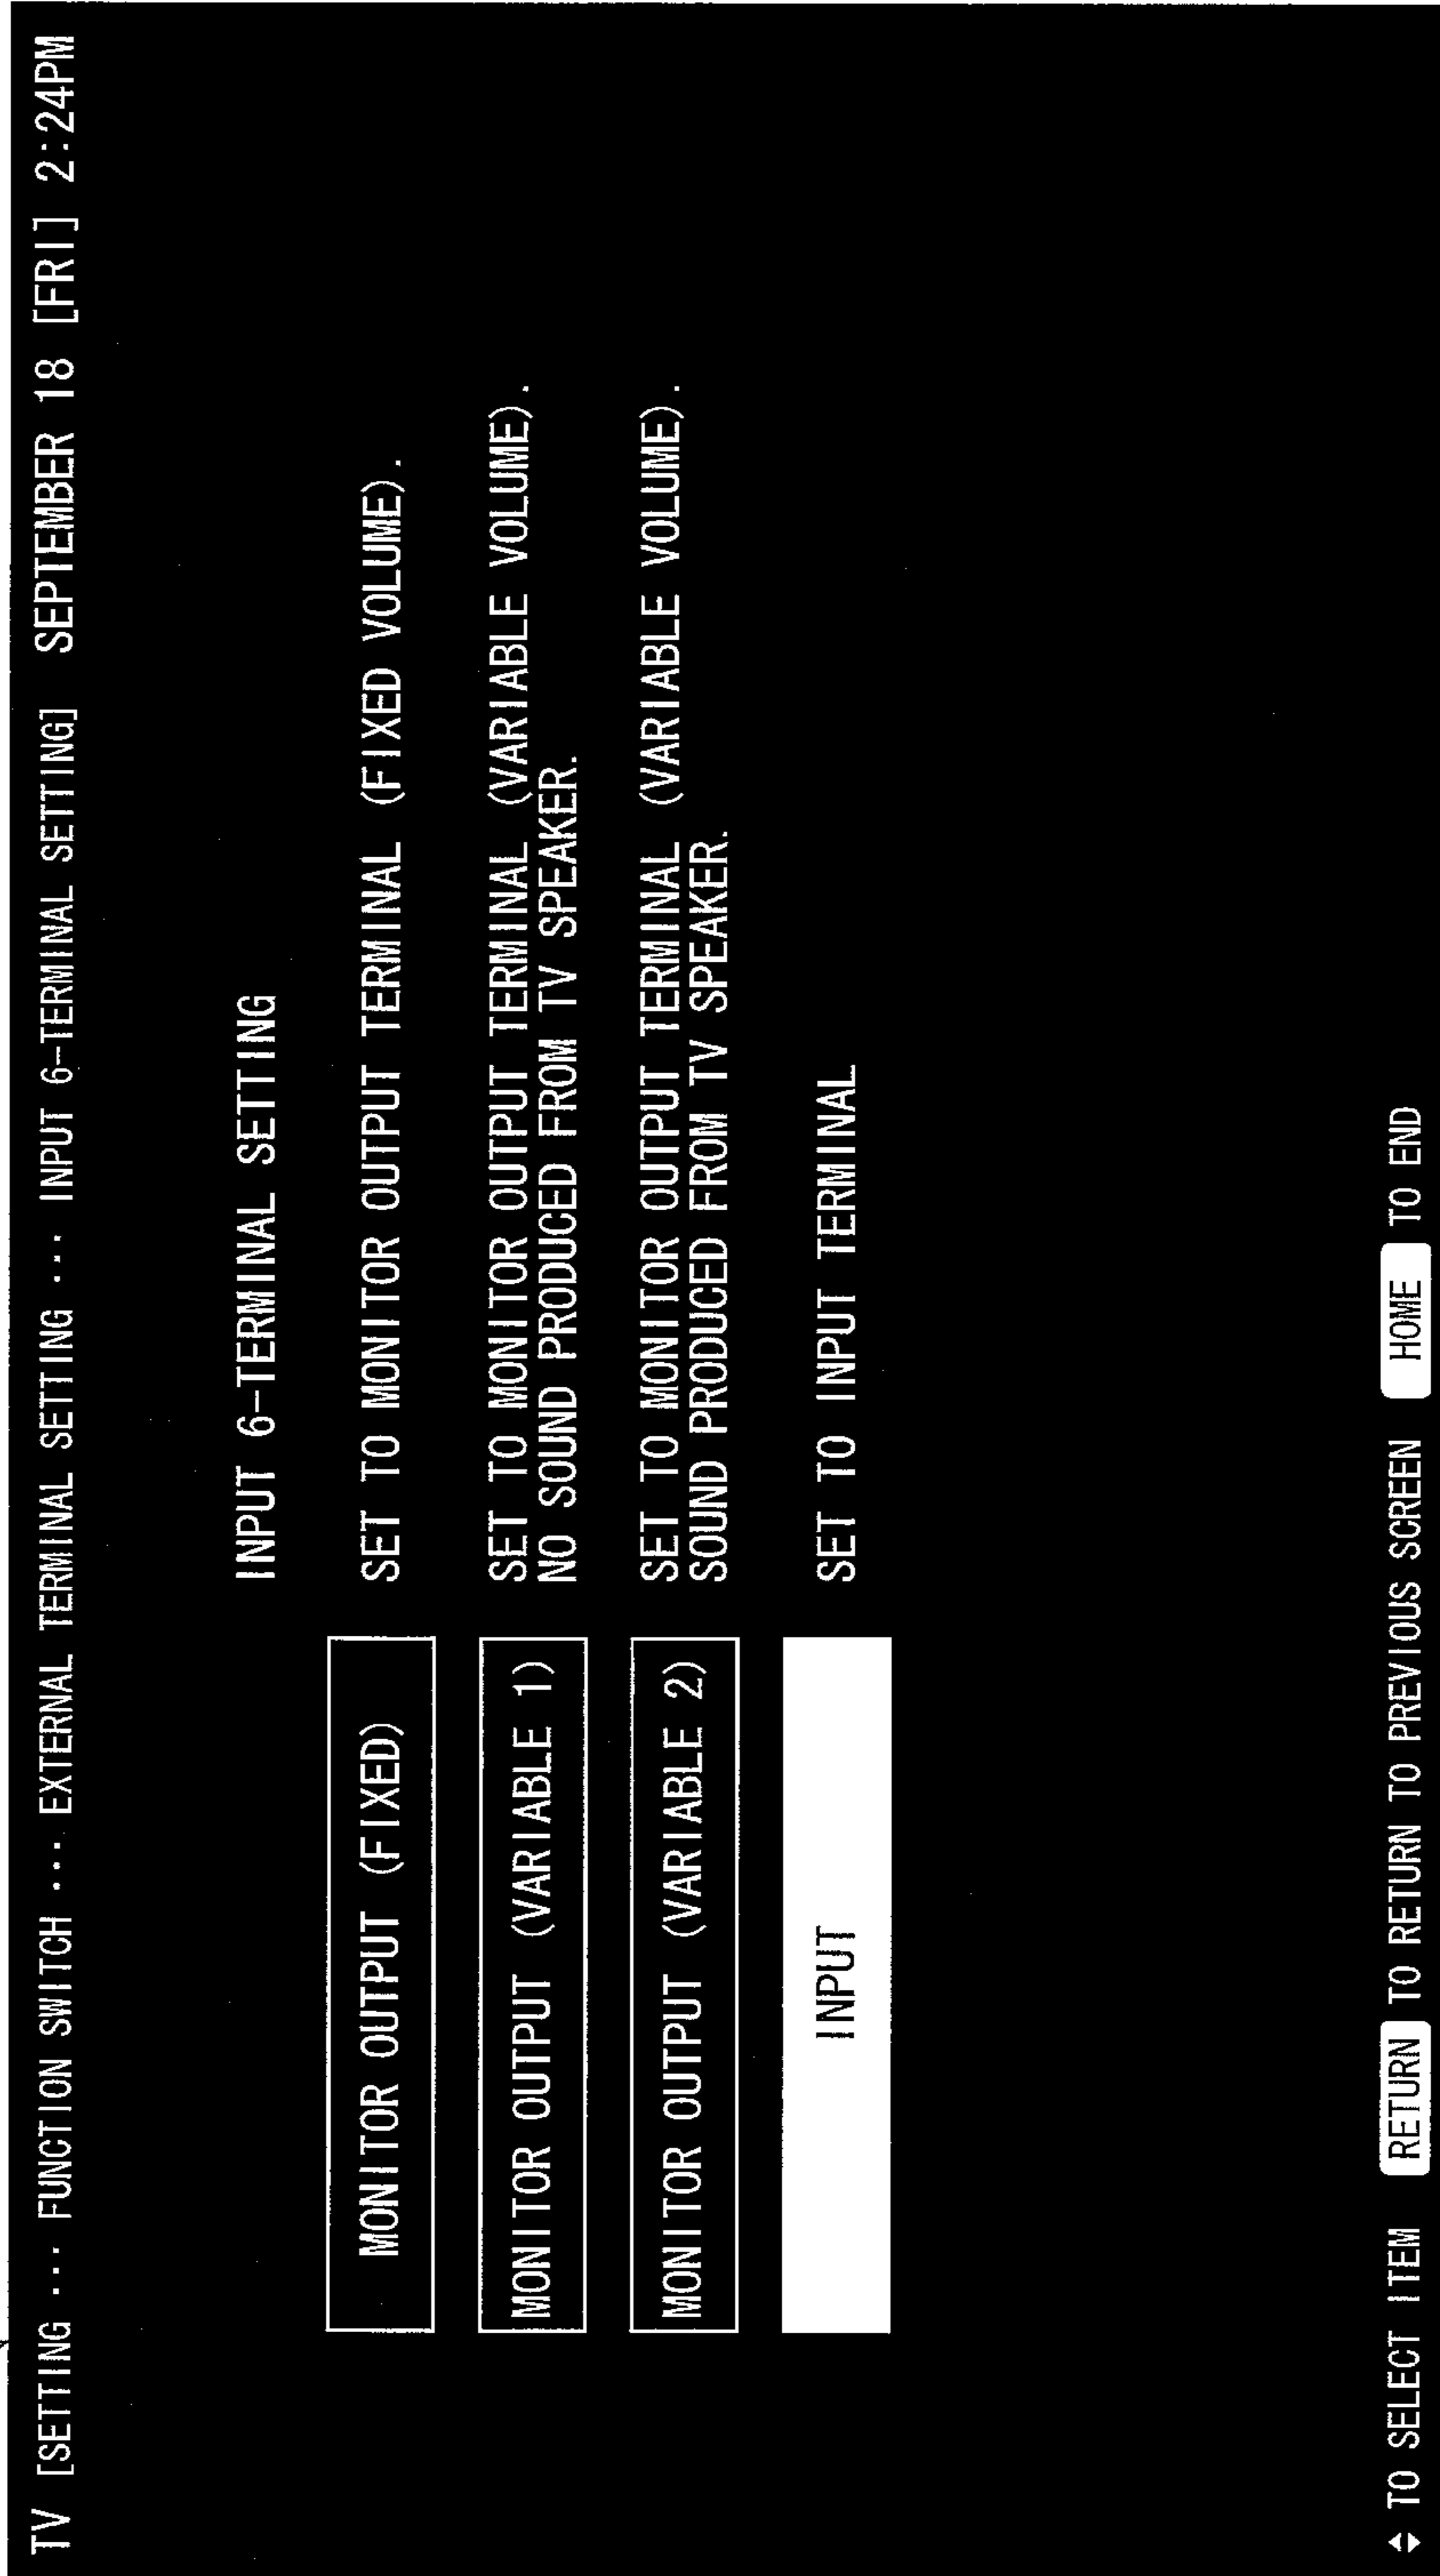 TV [SETTING ··· FUNCTION SWITCH ··· EXTERNAL TERMINAL SETTING ··· INPUT 6-TERMINAL SETTING] SEPTEMBER 18 [FRI] 2:24PM
INPUT 6-TERMINAL SETTING
MONITOR OUTPUT (FIXED) SET TO MONITOR OUTPUT TERMINAL (FIXED VOLUME).
MONITOR OUTPUT (VARIABLE 1) SET TO MONITOR OUTPUT TERMINAL (VARIABLE VOLUME).
NO SOUND PRODUCED FROM TV SPEAKER.
MONITOR OUTPUT (VARIABLE 2) SET TO MONITOR OUTPUT TERMINAL (VARIABLE VOLUME).
SOUND PRODUCED FROM TV SPEAKER.
INPUT SET TO INPUT TERMINAL
TO SELECT ITEM RETURN TO RETURN TO PREVIOUS SCREEN HOME TO END